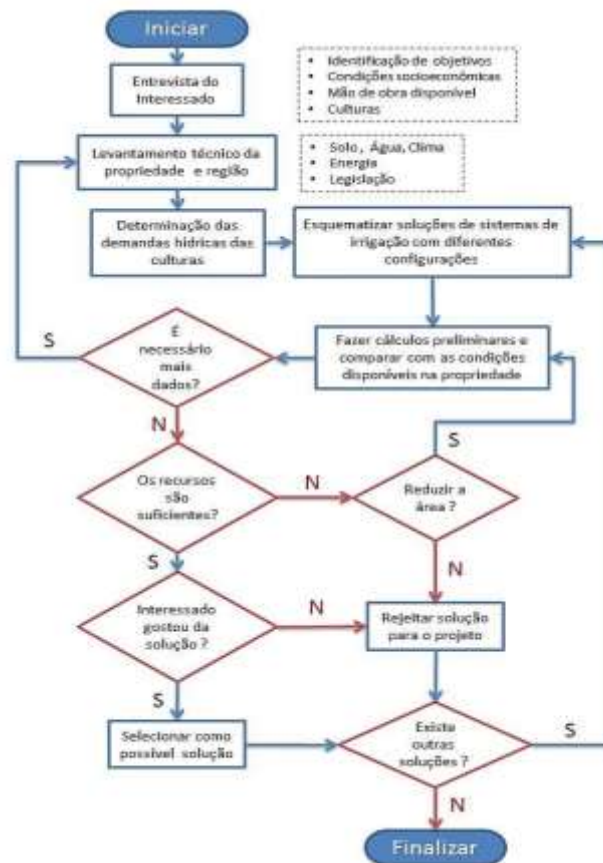 Iniciar
Entrevista do
Interessado
• Identificação de objetivos
• Condições socioeconômicas
• Mão de obra disponível
• Culturas
Levantamento técnico da
propriedade e região
• Solo, Água, Clima
• Energia
• Legislação
Determinação das
demandas hídricas das
culturas
Esquematizar soluções de sistemas de
irrigação com diferentes
configurações
Fazer cálculos preliminares e
comparar com as condições
disponíveis na propriedade
É
necessário
mais
dados?
S
N
Os recursos
são
suficientes?
N
S
Reduzir a
área ?
S
N
Interessado
gostou da
solução ?
N
S
Rejeitar solução
para o projeto
Selecionar como
possível solução
Existe
outras
soluções ?
S
N
Finalizar